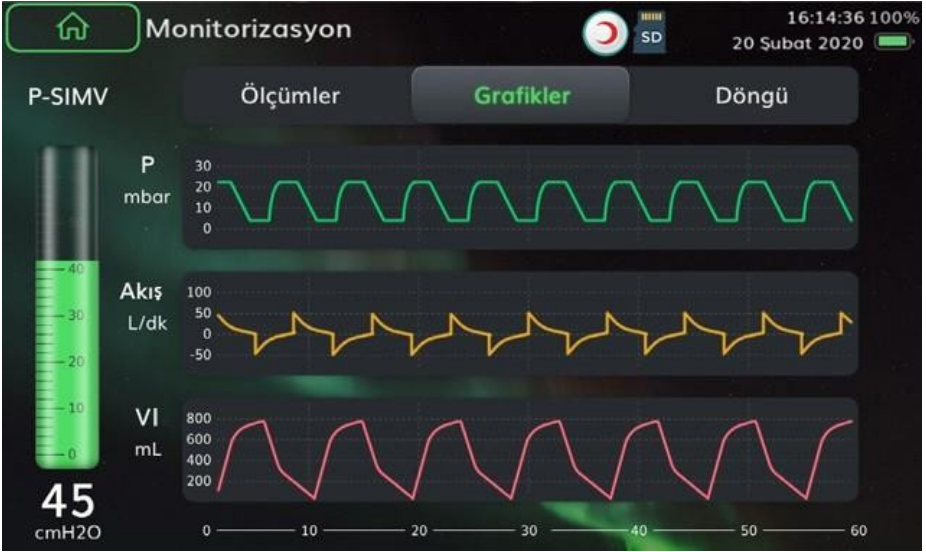 Monitorizasyon
SD
16:14:36 100%
20 Şubat 2020
P-SIMV
Ölçümler
Grafikler
Döngü
40
30
20
10
0
45
cmH2O
P
mbar
30
20
10
0
Akış
L/dk
100
50
0
-50
VI
mL
800
600
400
200
0 10 20 30 40 50 60